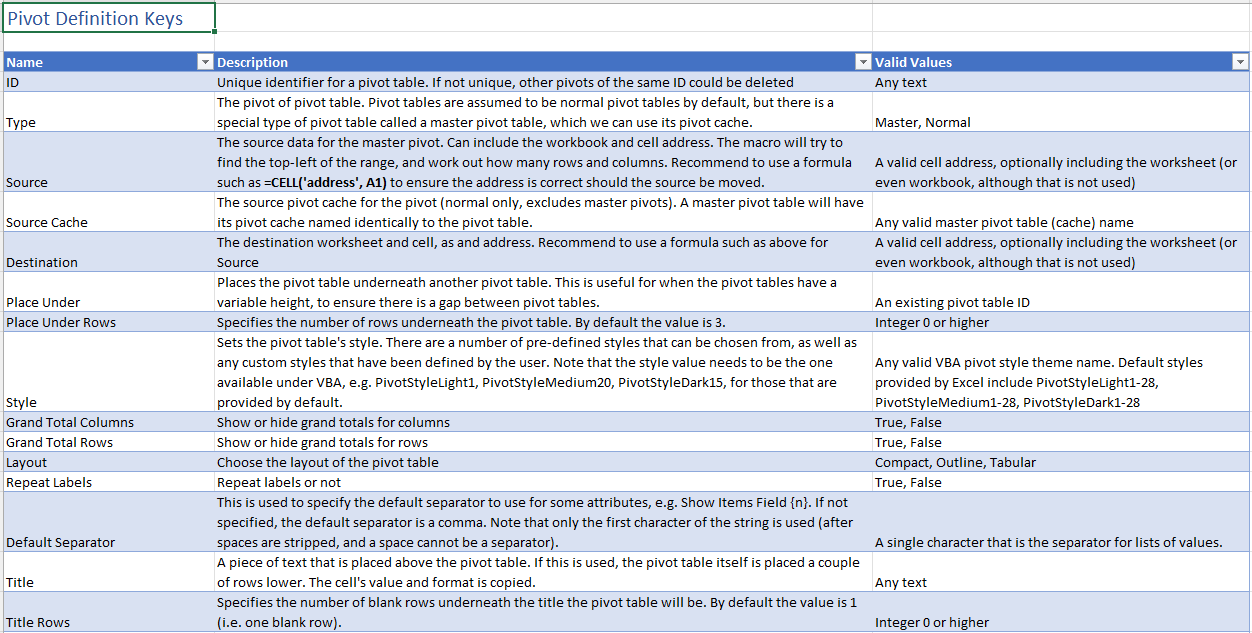 Pivot Definition Keys
Name Description Valid Values
ID Unique identifier for a pivot table. If not unique, other pivots of the same ID could be deleted Any text
The pivot of pivot table. Pivot tables are assumed to be normal pivot tables by default, but there is a
Type special type of pivot table called a master pivot table, which we can use its pivot cache. Master, Normal
The source data for the master pivot. Can include the workbook and cell address. The macro will try to
find the top-left of the range, and work out how many rows and columns. Recommend to use a formula A valid cell address, optionally including the worksheet (or
Source such as =CELL('address', A1) to ensure the address is correct should the source be moved. even workbook, although that is not used)
The source pivot cache for the pivot (normal only, excludes master pivots). A master pivot table will have
Source Cache its pivot cache named identically to the pivot table. Any valid master pivot table (cache) name
The destination worksheet and cell, as and address. Recommend to use a formula such as above for A valid cell address, optionally including the worksheet (or
Destination Source even workbook, although that is not used)
Places the pivot table underneath another pivot table. This is useful for when the pivot tables have a
Place Under variable height, to ensure there is a gap between pivot tables. An existing pivot table ID
Place Under Rows Specifies the number of rows underneath the pivot table. By default the value is 3. Integer 0 or higher
Sets the pivot table's style. There are a number of pre-defined styles that can be chosen from, as well as
any custom styles that have been defined by the user. Note that the style value needs to be the one Any valid VBA pivot style theme name. Default styles
available under VBA, e.g. PivotStyleLight1, PivotStyleMedium20, PivotStyleDark15, for those that are provided by Excel include PivotStyleLight1-28,
Style provided by default. PivotStyleMedium1-28, PivotStyleDark1-28
Grand Total Columns Show or hide grand totals for columns True, False
Grand Total Rows Show or hide grand totals for rows True, False
Layout Choose the layout of the pivot table Compact, Outline, Tabular
Repeat Labels Repeat labels or not True, False
This is used to specify the default separator to use for some attributes, e.g. Show Items Field {n}. If not
specified, the default separator is a comma. Note that only the first character of the string is used (after
Default Separator spaces are stripped, and a space cannot be a separator). A single character that is the separator for lists of values.
A piece of text that is placed above the pivot table. If this is used, the pivot table itself is placed a couple
Title of rows lower. The cell's value and format is copied. Any text
Specifies the number of blank rows underneath the title the pivot table will be. By default the value is 1
Title Rows (i.e. one blank row). Integer 0 or higher